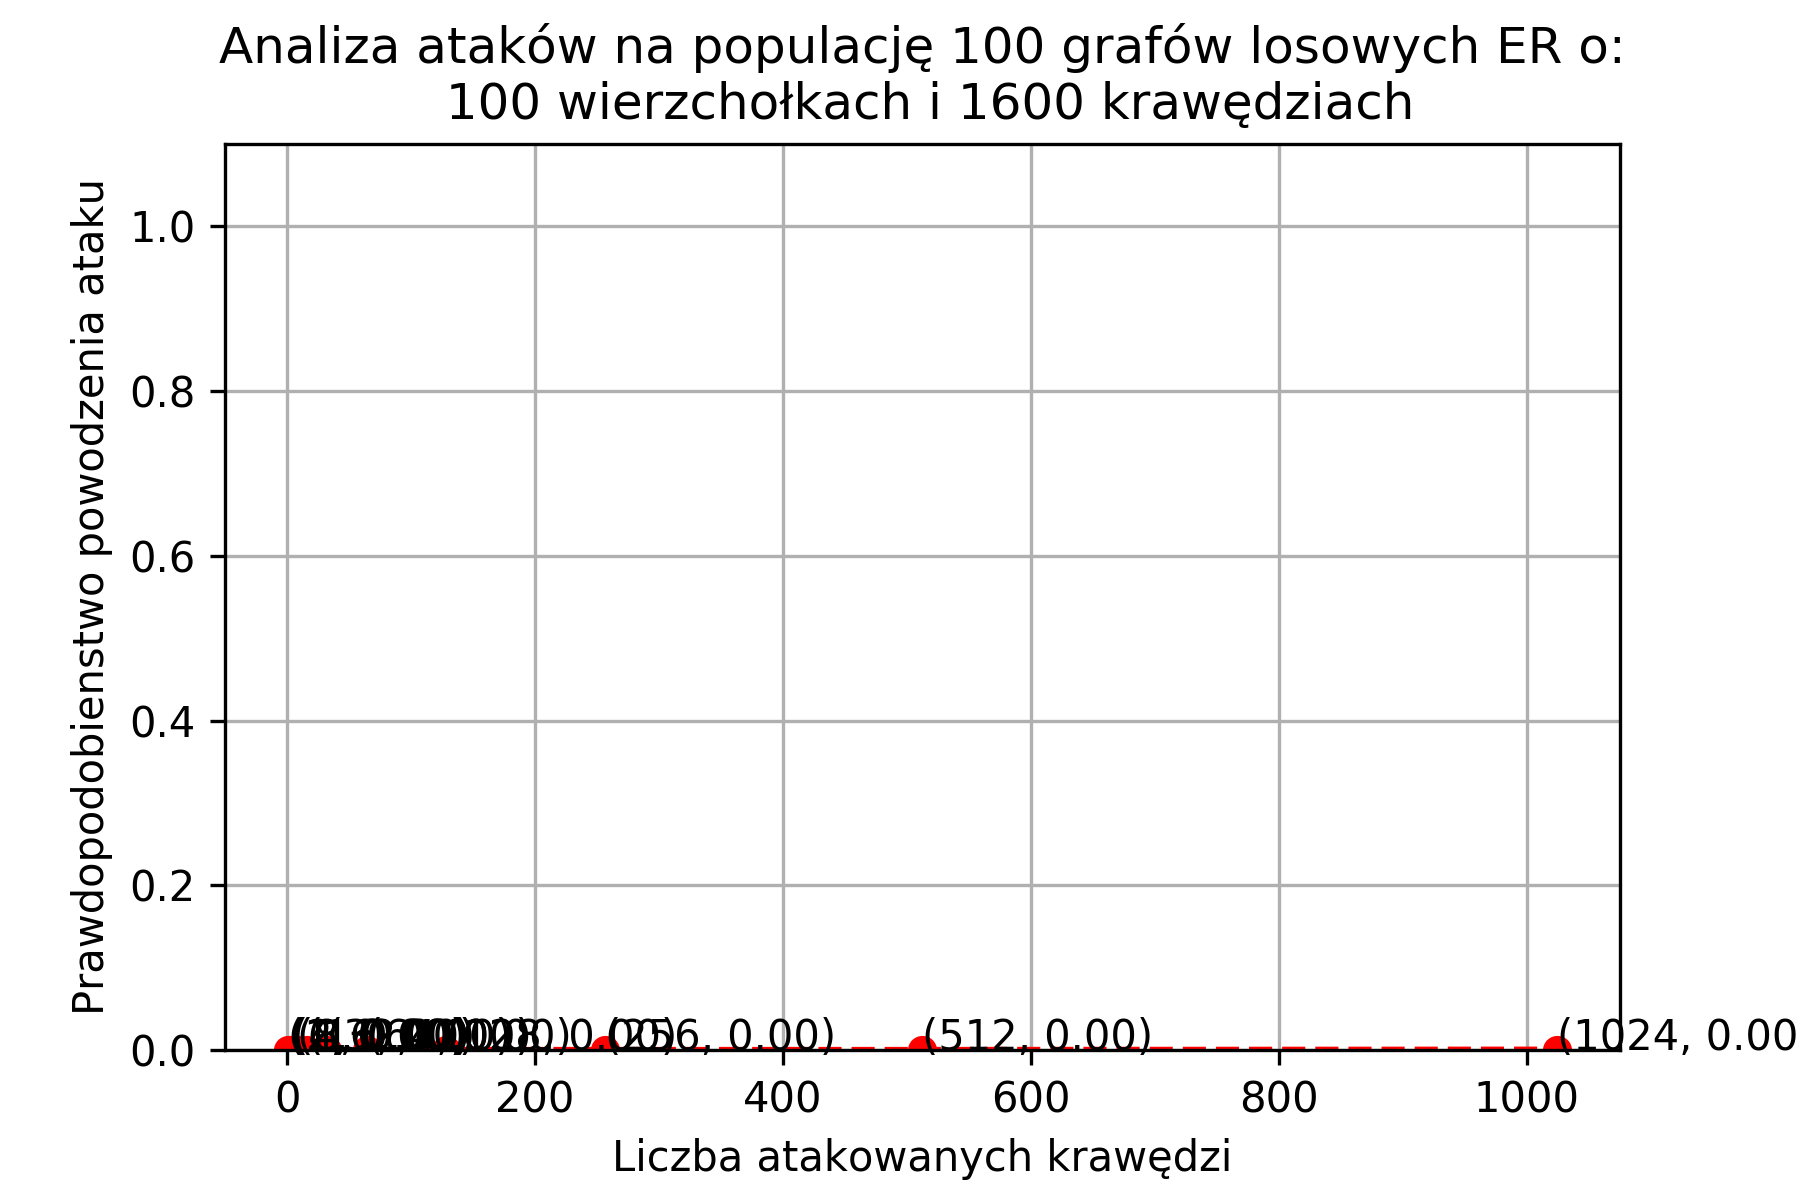 Analiza ataków na populację 100 grafów losowych ER o:
100 wierzchołkach i 1600 krawędziach
Prawdopodobienstwo powodzenia ataku
1.0
0.8
0.6
0.4
0.2
0.0
(256, 0.00)
(512, 0.00)
(1024, 0.00
0 200 400 600 800 1000
Liczba atakowanych krawędzi